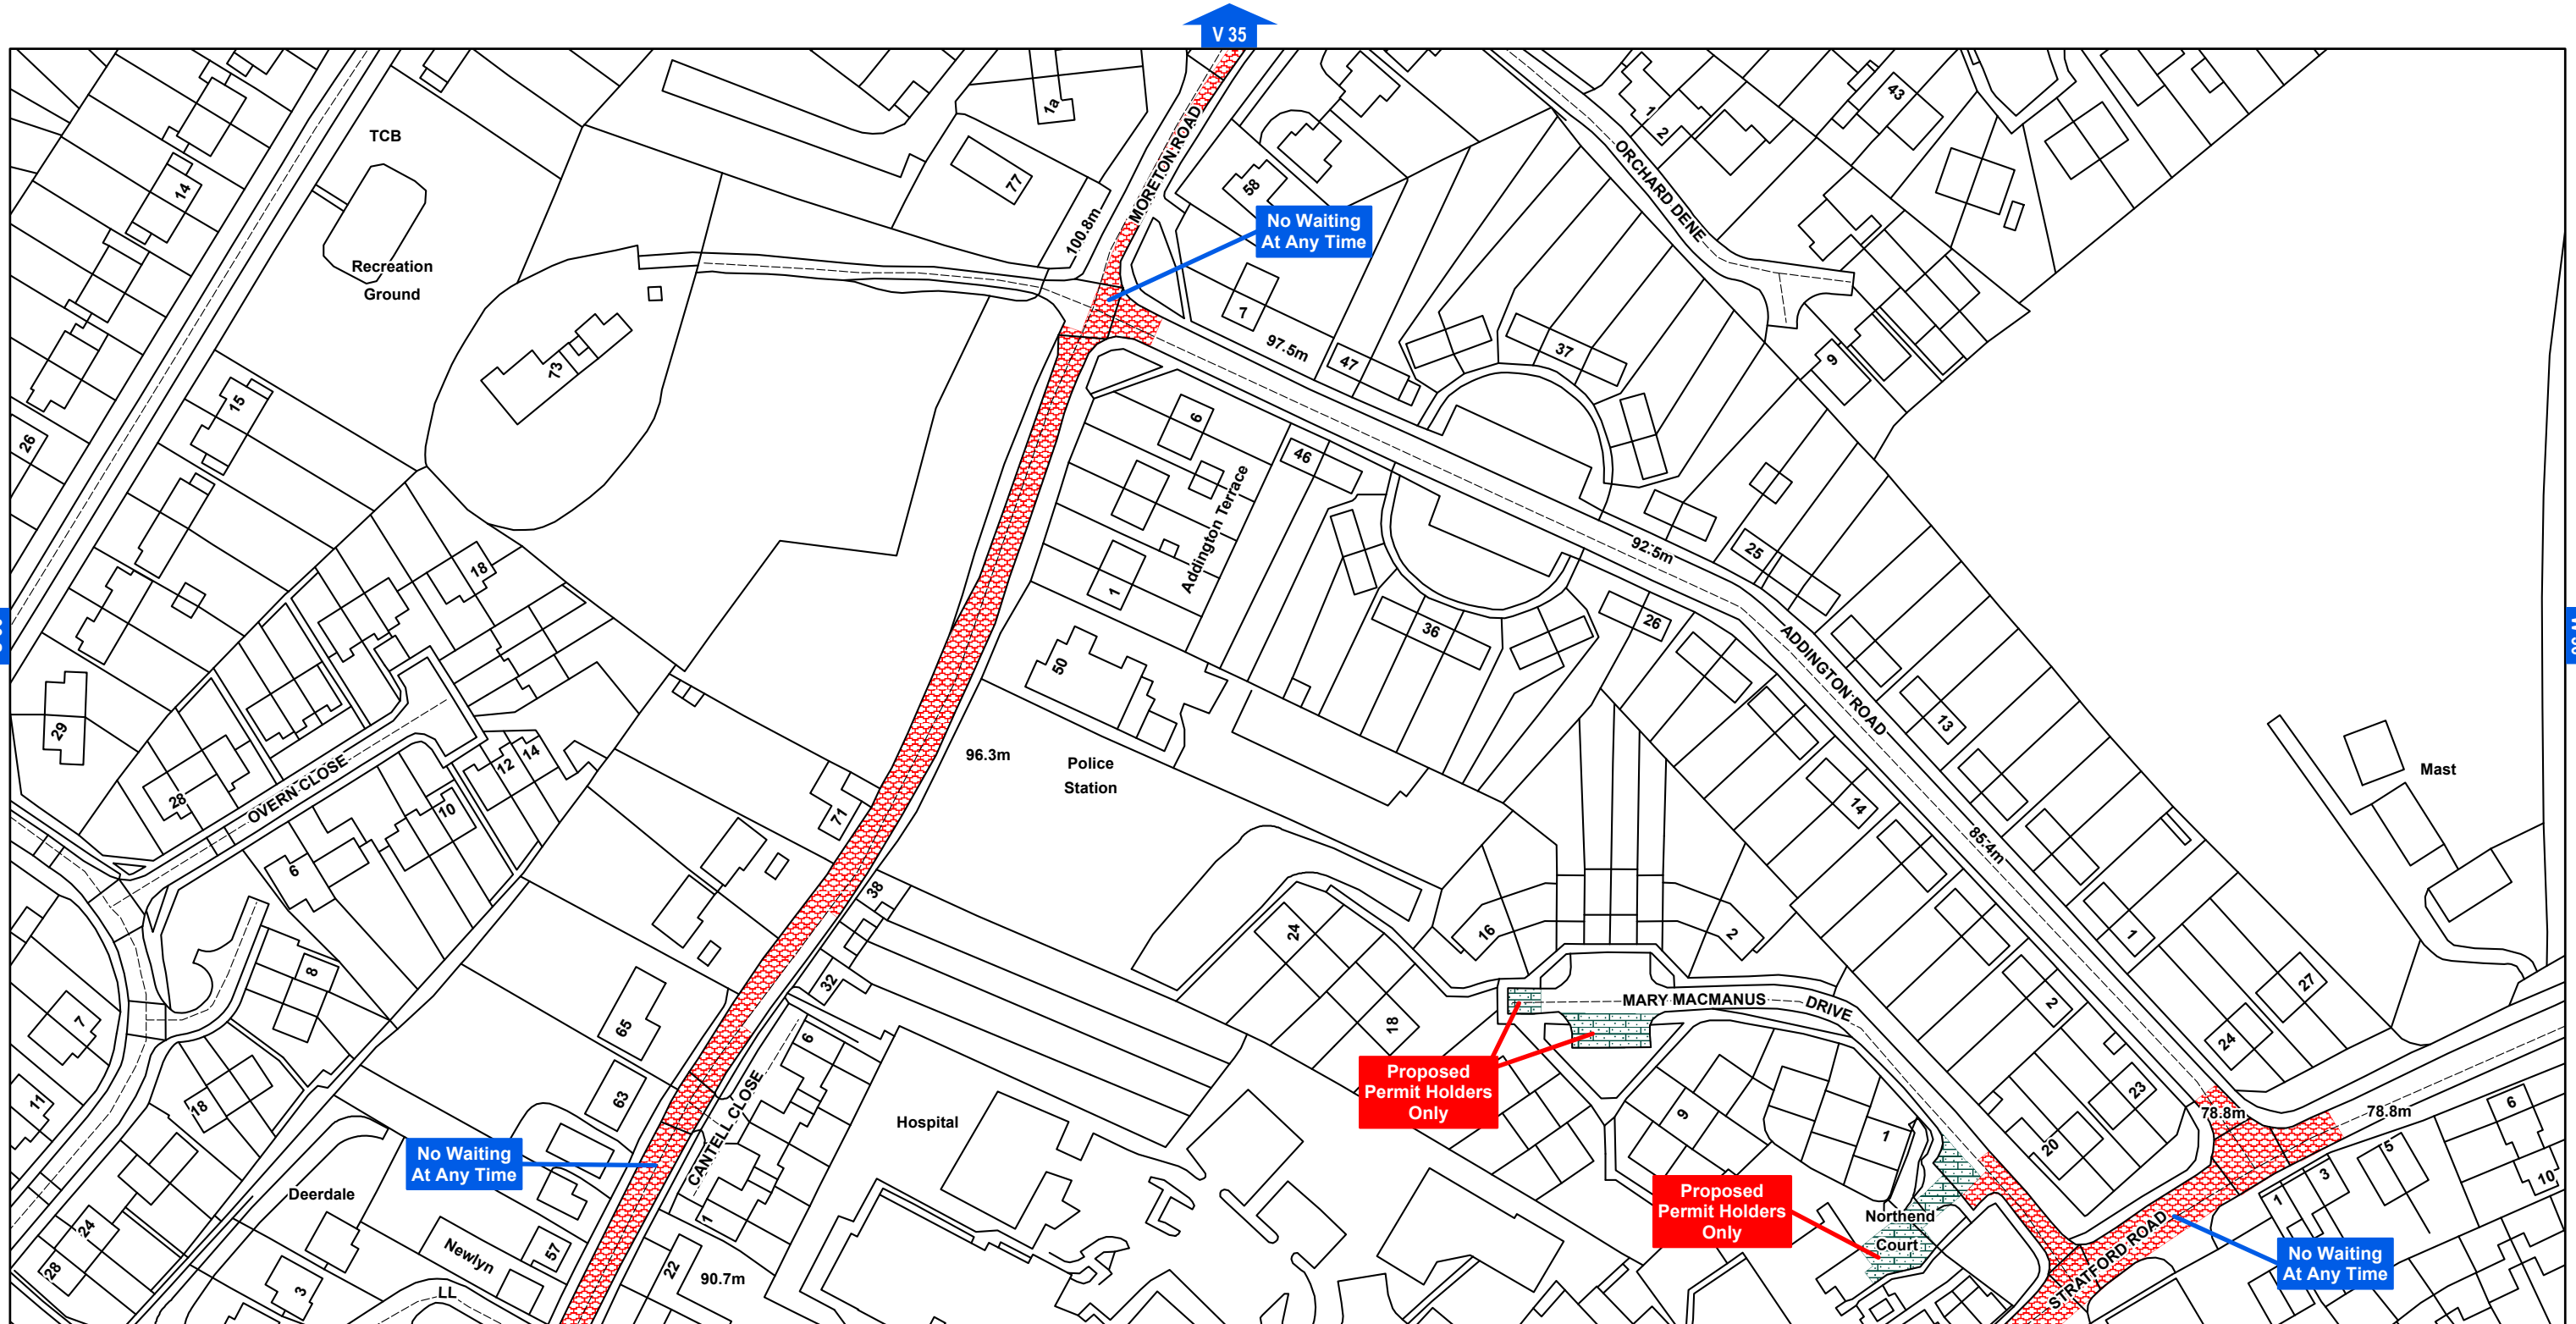 V 35
TCB
Recreation
Ground
14
15
26
29
73
77
1a
100.8m
MORETON ROAD
58
No Waiting
At Any Time
7
97.5m
47
37
ORCHARD DENE
1
2
43
9
6
46
Addington Terrace
1
50
36
26
92.5m
25
ADDINGTON ROAD
13
14
85.4m
1
2
27
24
23
20
78.8m
78.8m
Mast
18
OVERN CLOSE
28
12
14
10
6
8
7
11
18
24
28
96.3m
Police
Station
71
38
32
65
63
6
CANTELL CLOSE
1
22
90.7m
Hospital
No Waiting
At Any Time
Deerdale
Newlyn
57
3
LL
24
18
16
2
MARY MACMANUS DRIVE
Proposed
Permit Holders
Only
9
1
Proposed
Permit Holders
Only
Northend
Court
STRATFORD ROAD
No Waiting
At Any Time
1
3
5
6
10